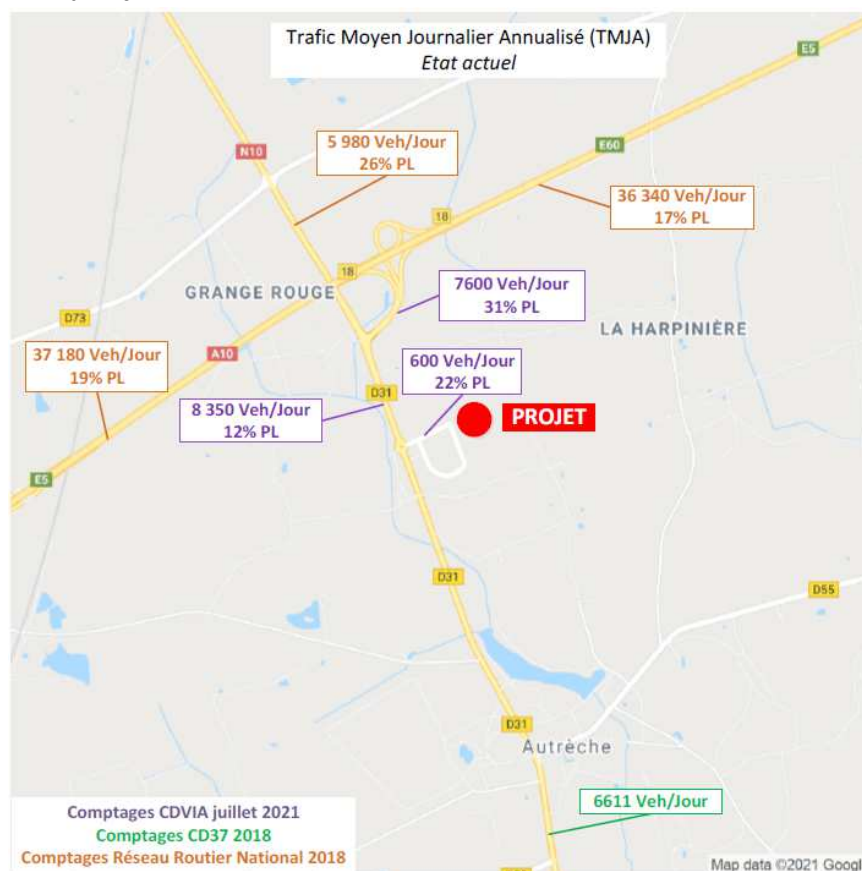 Trafic Moyen Journalier Annualisé (TMJA)
Etat actuel
E5
N10
5 980 Veh/Jour
26% PL
E60
36 340 Veh/Jour
17% PL
18
18
GRANGE ROUGE
7600 Veh/Jour
31% PL
D73
LA HARPINIÈRE
A10
37 180 Veh/Jour
19% PL
600 Veh/Jour
22% PL
D31
8 350 Veh/Jour
12% PL
PROJET
E5
D31
D55
D31
Autrèche
6611 Veh/Jour
Comptages CDVIA juillet 2021
Comptages CD37 2018
Comptages Réseau Routier National 2018
Map data ©2021 Googl